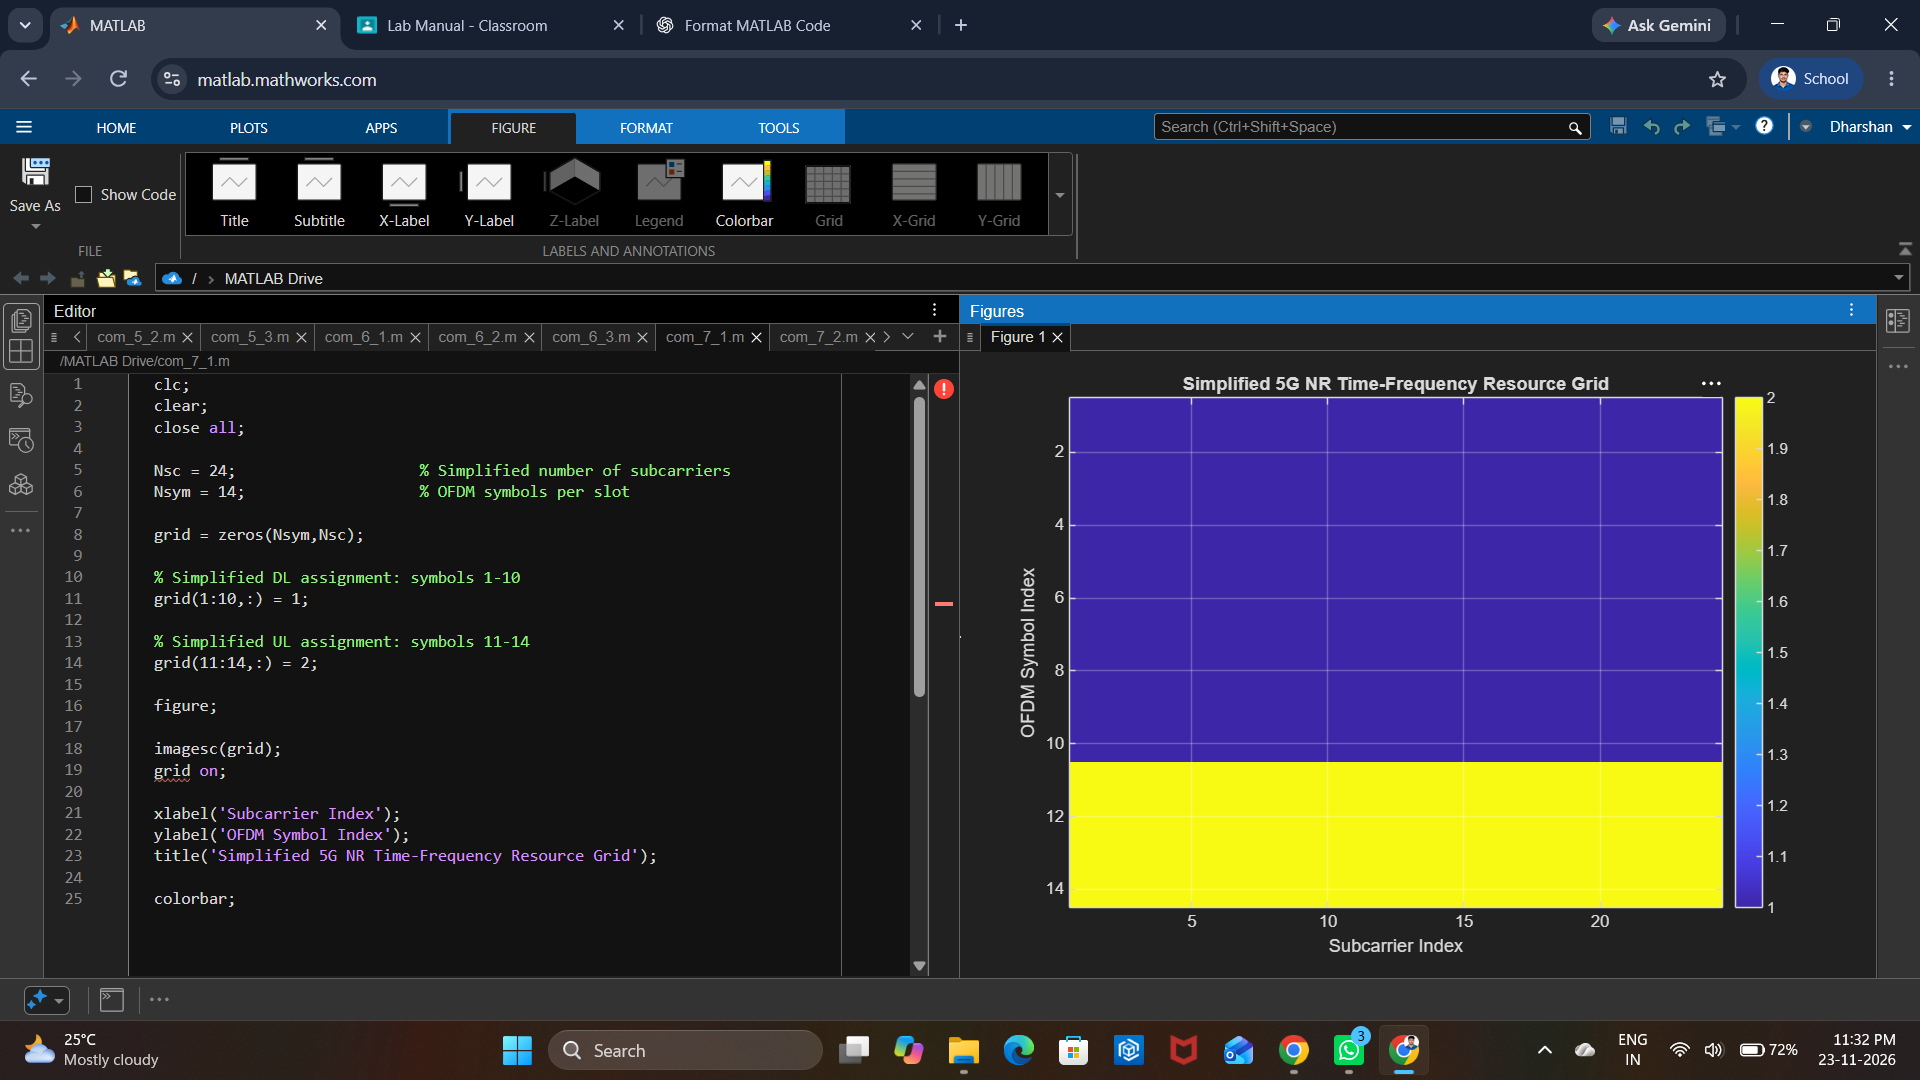 MATLAB
Lab Manual - Classroom
Format MATLAB Code
Ask Gemini
matlab.mathworks.com
School
HOME PLOTS APPS FIGURE FORMAT TOOLS
Search (Ctrl+Shift+Space)
Dharshan
Save As
Show Code
Title Subtitle X-Label Y-Label Z-Label Legend Colorbar Grid X-Grid Y-Grid
FILE
LABELS AND ANNOTATIONS
/ › MATLAB Drive
Editor
com_5_2.m com_5_3.m com_6_1.m com_6_2.m com_6_3.m com_7_1.m com_7_2.m
/MATLAB Drive/com_7_1.m
1 clc;
2 clear;
3 close all;
4
5 Nsc = 24; % Simplified number of subcarriers
6 Nsym = 14; % OFDM symbols per slot
7
8 grid = zeros(Nsym,Nsc);
9
10 % Simplified DL assignment: symbols 1-10
11 grid(1:10,:) = 1;
12
13 % Simplified UL assignment: symbols 11-14
14 grid(11:14,:) = 2;
15
16 figure;
17
18 imagesc(grid);
19 grid on;
20
21 xlabel('Subcarrier Index');
22 ylabel('OFDM Symbol Index');
23 title('Simplified 5G NR Time-Frequency Resource Grid');
24
25 colorbar;
Figures
Figure 1
Simplified 5G NR Time-Frequency Resource Grid
OFDM Symbol Index
2
4
6
8
10
12
14
5 10 15 20
Subcarrier Index
2
1.9
1.8
1.7
1.6
1.5
1.4
1.3
1.2
1.1
1
25°C
Mostly cloudy
Search
3
ENG
IN
72%
11:32 PM
23-11-2026